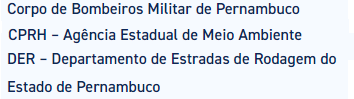 Corpo de Bombeiros Militar de Pernambuco
CPRH – Agência Estadual de Meio Ambiente
DER – Departamento de Estradas de Rodagem do
Estado de Pernambuco